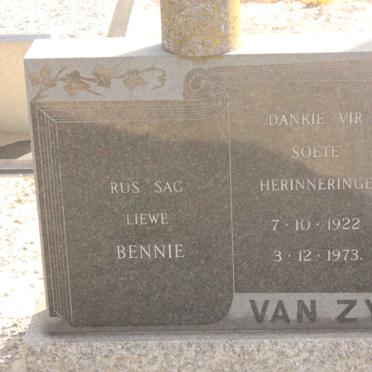 RUS SAG
LIEWE
BENNIE
DANKIE VIR
SOETE
HERINNERINGE
7·10·1922
3·12·1973.
VAN ZY